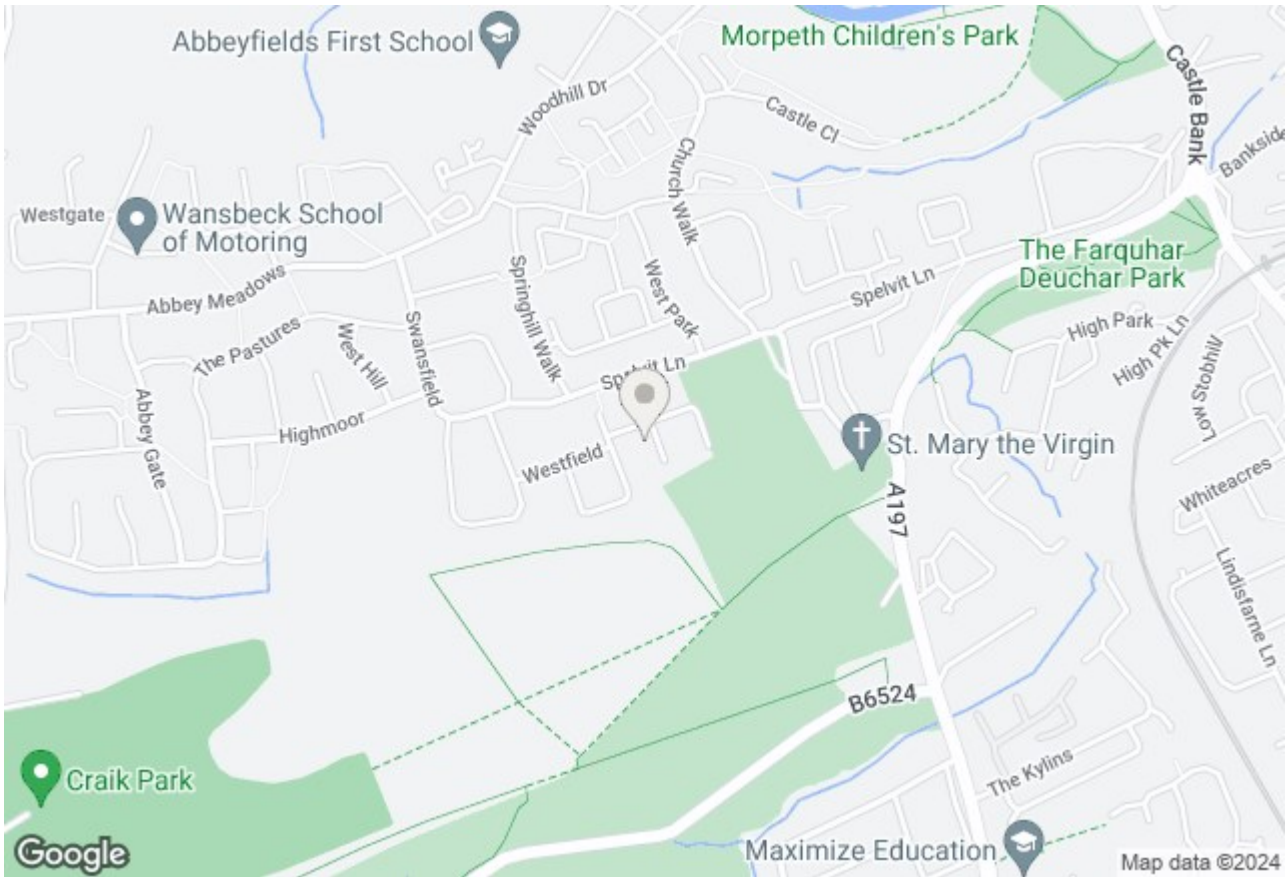 Abbeyfields First School
Morpeth Children's Park
Castle Bank
Woodhill Dr
Castle Cl
Bankside
Church Walk
Westgate
Wansbeck School
of Motoring
Springhill Walk
West Park
The Farquhar
Deuchar Park
Spelvit Ln
Abbey Meadows
Swansfield
The Pastures
West Hill
High Park
High Pk Ln
Low Stobhill
Spelvit Ln
Abbey Gate
Highmoor
Westfield
St. Mary the Virgin
A197
Whiteacres
Lindisfarne Ln
B6524
Craik Park
The Kylins
Maximize Education
Google
Map data ©2024